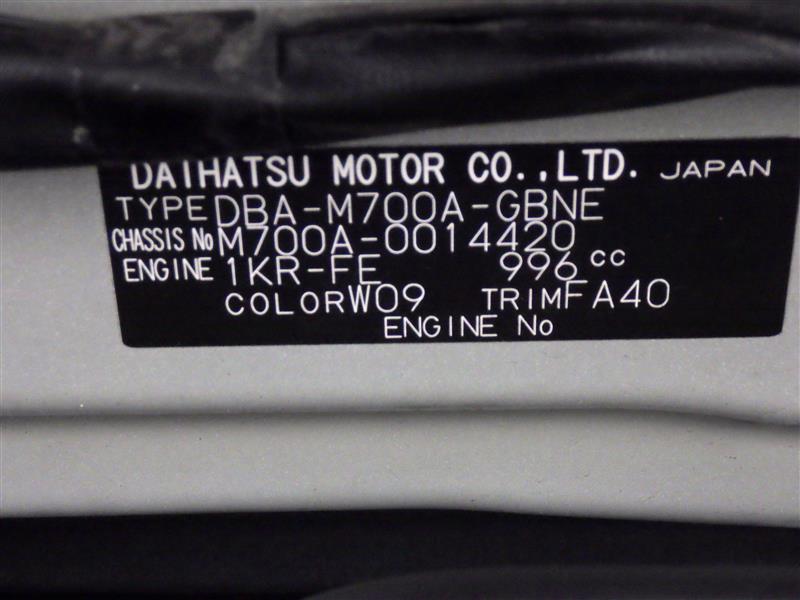 DAIHATSU MOTOR CO.,LTD. JAPAN
TYPE DBA-M700A-GBNE
CHASSIS No M700A-0014420
ENGINE 1KR-FE 996 cc
COLOR W09 TRIM FA40
ENGINE No